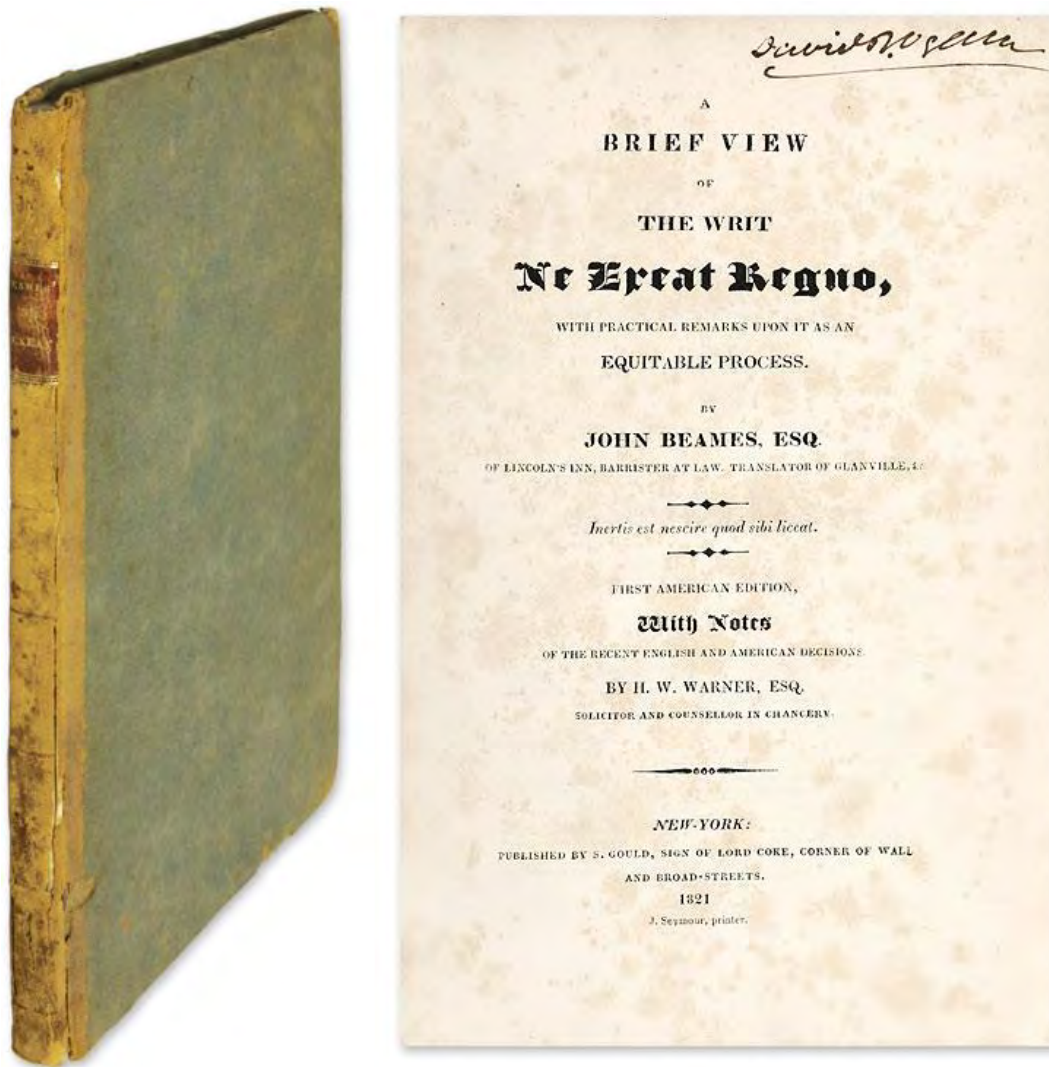 David B. Ogden
A
BRIEF VIEW
OF
THE WRIT
Ne Exeat Regno,
WITH PRACTICAL REMARKS UPON IT AS AN
EQUITABLE PROCESS.
BY
JOHN BEAMES, ESQ.
OF LINCOLN'S INN, BARRISTER AT LAW. TRANSLATOR OF GLANVILLE, &c
Inertis est nescire quod sibi liceat.
FIRST AMERICAN EDITION,
With Notes
OF THE RECENT ENGLISH AND AMERICAN DECISIONS
BY H. W. WARNER, ESQ.
SOLICITOR AND COUNSELLOR IN CHANCERY.
NEW-YORK:
PUBLISHED BY S. GOULD, SIGN OF LORD COKE, CORNER OF WALL
AND BROAD-STREETS.
1821
J. Seymour, printer.